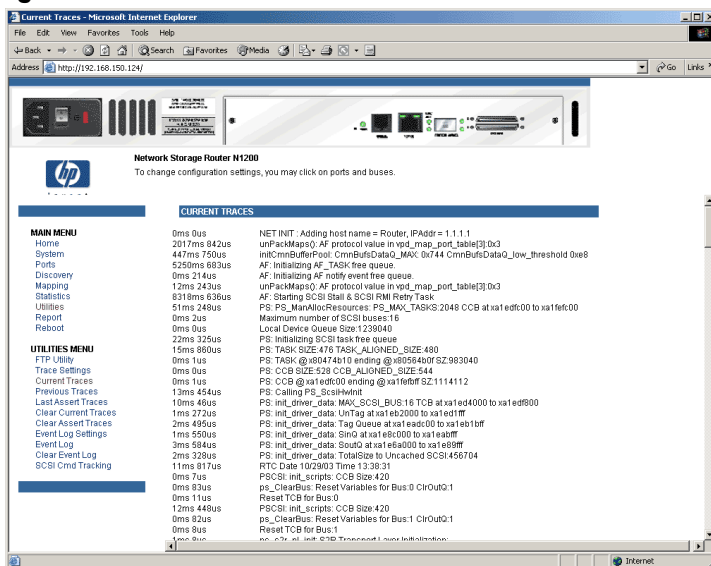 Current Traces - Microsoft Internet Explorer
File Edit View Favorites Tools Help
Back Search Favorites Media
Address http://192.168.150.124/ Go Links
Network Storage Router N1200
To change configuration settings, you may click on ports and buses.
hp
invent
CURRENT TRACES
MAIN MENU
Home
System
Ports
Discovery
Mapping
Statistics
Utilities
Report
Reboot
UTILITIES MENU
FTP Utility
Trace Settings
Current Traces
Previous Traces
Last Assert Traces
Clear Current Traces
Clear Assert Traces
Event Log Settings
Event Log
Clear Event Log
SCSI Cmd Tracking
0ms 0us NET INIT : Adding host name = Router, IPAddr = 1.1.1.1
2017ms 842us unPackMaps(): AF protocol value in vpd_map_port_table[3]:0x3
447ms 750us initCmnBufferPool: CmnBufsDataQ_MAX: 0x744 CmnBufsDataQ_low_threshold 0xe8
5250ms 683us AF: Initializing AF_TASK free queue.
0ms 214us AF: Initializing AF notify event free queue.
12ms 243us unPackMaps(): AF protocol value in vpd_map_port_table[3]:0x3
8318ms 636us AF: Starting SCSI Stall & SCSI RMI Retry Task
51ms 248us PS: PS_ManAllocResources: PS_MAX_TASKS:2048 CCB at xa1edfc00 to xa1fefc00
0ms 2us Maximum number of SCSI buses:16
0ms 0us Local Device Queue Size:1239040
22ms 325us PS: Initializing SCSI task free queue
15ms 860us PS: TASK SIZE:476 TASK_ALIGNED_SIZE:480
0ms 1us PS: TASK @ x80474b10 ending @ x80564b0f SZ:983040
0ms 0us PS: CCB SIZE:528 CCB_ALIGNED_SIZE:544
0ms 1us PS: CCB @ xa1edfc00 ending @ xa1fefbff SZ:1114112
13ms 454us PS: Calling PS_ScsiHwInit
10ms 46us PS: init_driver_data: MAX_SCSI_BUS:16 TCB at xa1ed4000 to xa1edf800
1ms 272us PS: init_driver_data: UnTag at xa1eb2000 to xa1ed1fff
2ms 495us PS: init_driver_data: Tag Queue at xa1eadc00 to xa1eb1bff
1ms 550us PS: init_driver_data: SinQ at xa1e8c000 to xa1eabfff
3ms 584us PS: init_driver_data: SoutQ at xa1e6a000 to xa1e89fff
2ms 328us PS: init_driver_data: TotalSize to Uncached SCSI:456704
11ms 817us RTC Date 10/29/03 Time 13:38:31
0ms 7us PSCSI: init_scripts: CCB Size:420
0ms 83us ps_ClearBus: Reset Variables for Bus:0 ClrOutQ:1
0ms 11us Reset TCB for Bus:0
12ms 448us PSCSI: init_scripts: CCB Size:420
0ms 82us ps_ClearBus: Reset Variables for Bus:1 ClrOutQ:1
0ms 8us Reset TCB for Bus:1
Internet